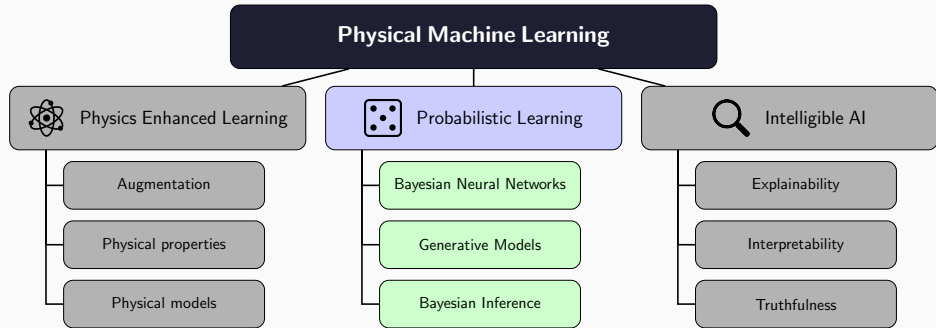 Physical Machine Learning
Physics Enhanced Learning
Augmentation
Physical properties
Physical models
Probabilistic Learning
Bayesian Neural Networks
Generative Models
Bayesian Inference
Intelligible AI
Explainability
Interpretability
Truthfulness